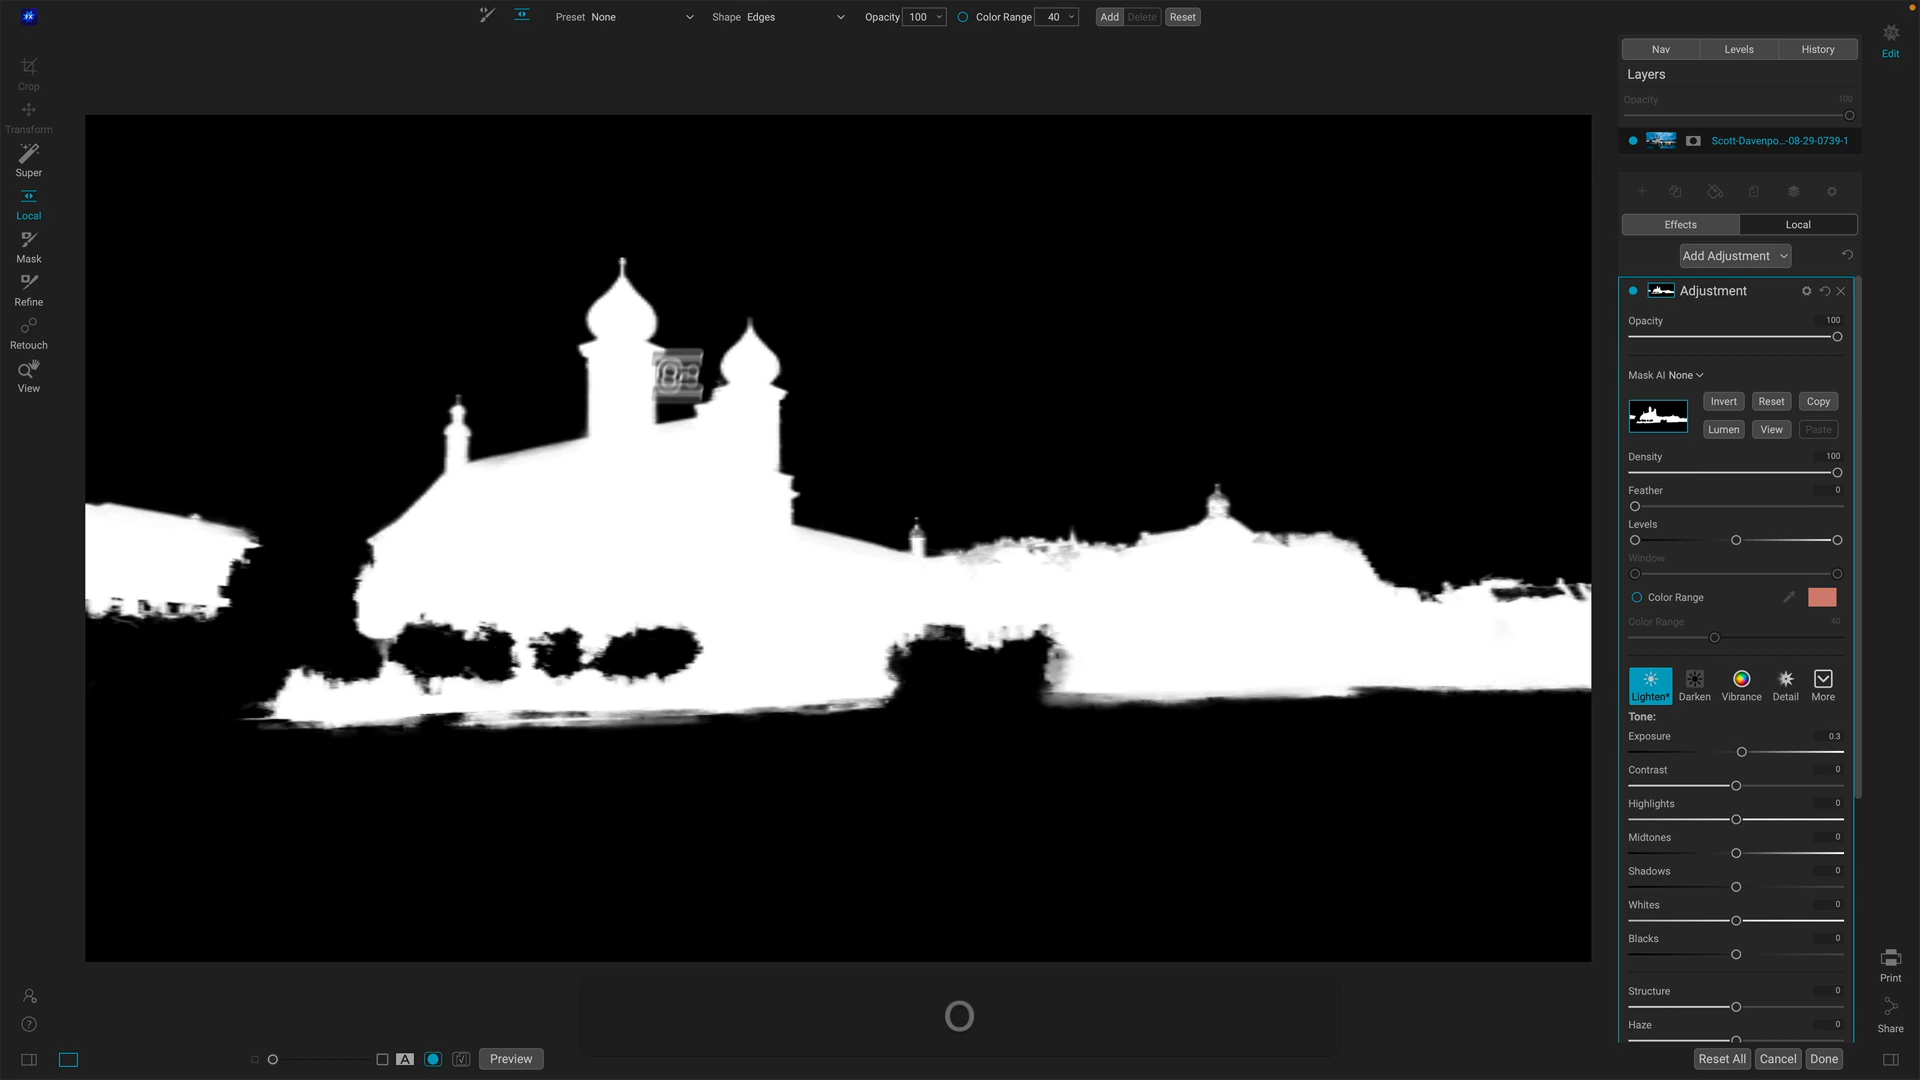 Preset None Shape Edges Opacity 100 Color Range 40 Add Delete Reset
Nav Levels History
Edit
Layers
Opacity 100
Scott-Davenpo...-08-29-0739-1
Effects Local
Add Adjustment
Adjustment
Opacity 100
Mask AI None
Invert Reset Copy
Lumen View Paste
Density 100
Feather 0
Levels
Window
Color Range
Color Range 40
Lighten* Darken Vibrance Detail More
Tone:
Exposure 0.3
Contrast 0
Highlights 0
Midtones 0
Shadows 0
Whites 0
Blacks 0
Structure 0
Haze 0
Crop
Transform
Super
Local
Mask
Refine
Retouch
View
Print
Share
O
A Preview
Reset All Cancel Done